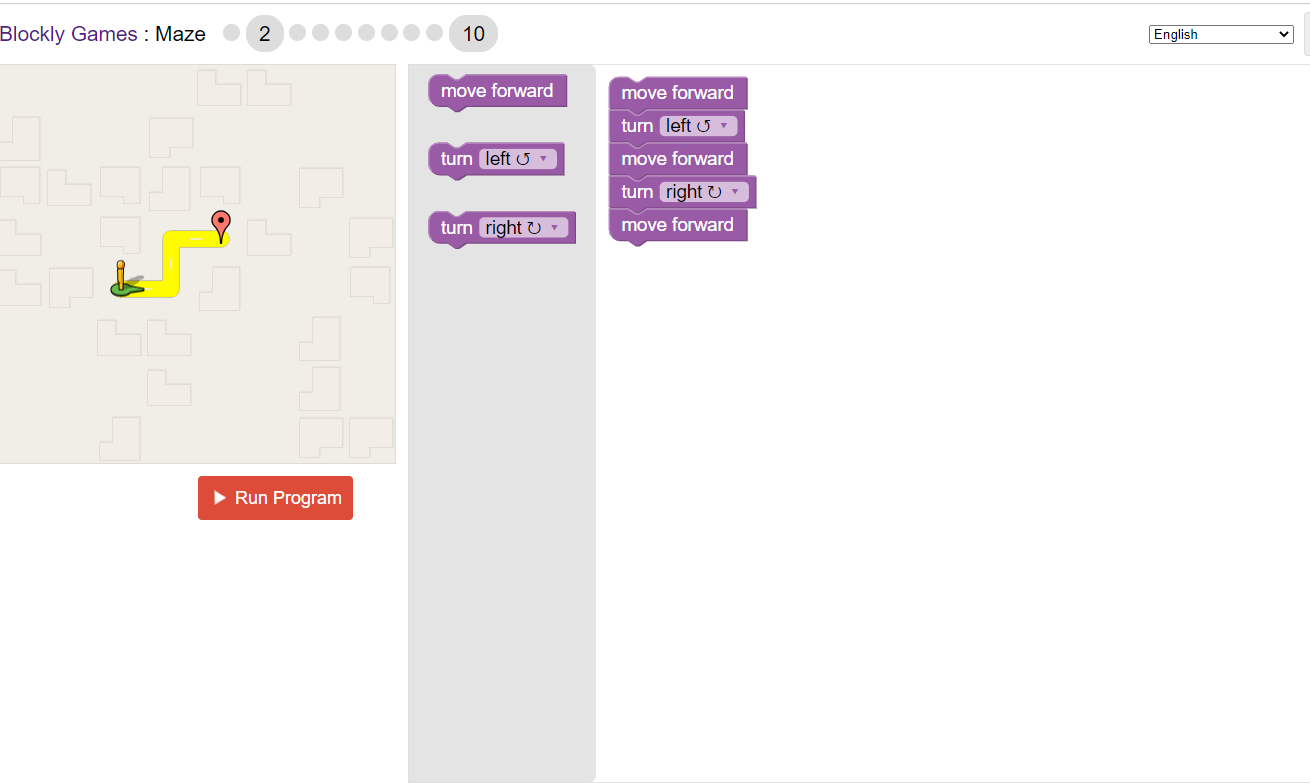 Blockly Games : Maze 2 10 English
move forward
turn left ↺ ▾
turn right ↻ ▾
move forward
turn left ↺ ▾
move forward
turn right ↻ ▾
move forward
Run Program